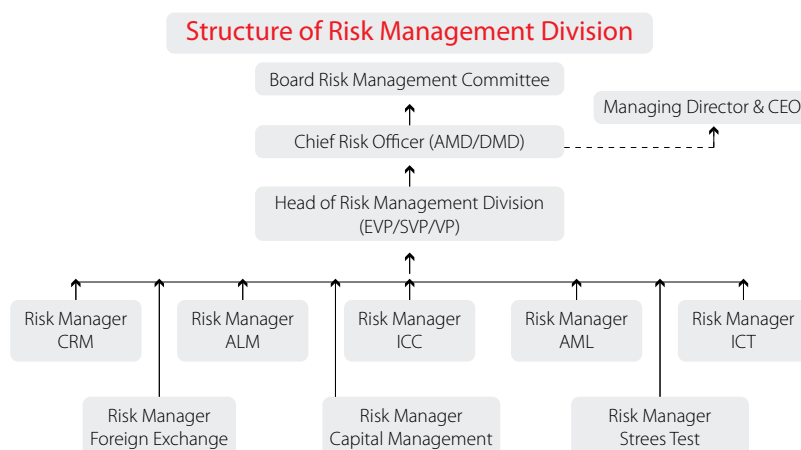 Structure of Risk Management Division
Board Risk Management Committee
Managing Director & CEO
Chief Risk Officer (AMD/DMD)
Head of Risk Management Division
(EVP/SVP/VP)
Risk Manager
CRM
Risk Manager
ALM
Risk Manager
ICC
Risk Manager
AML
Risk Manager
ICT
Risk Manager
Foreign Exchange
Risk Manager
Capital Management
Risk Manager
Strees Test